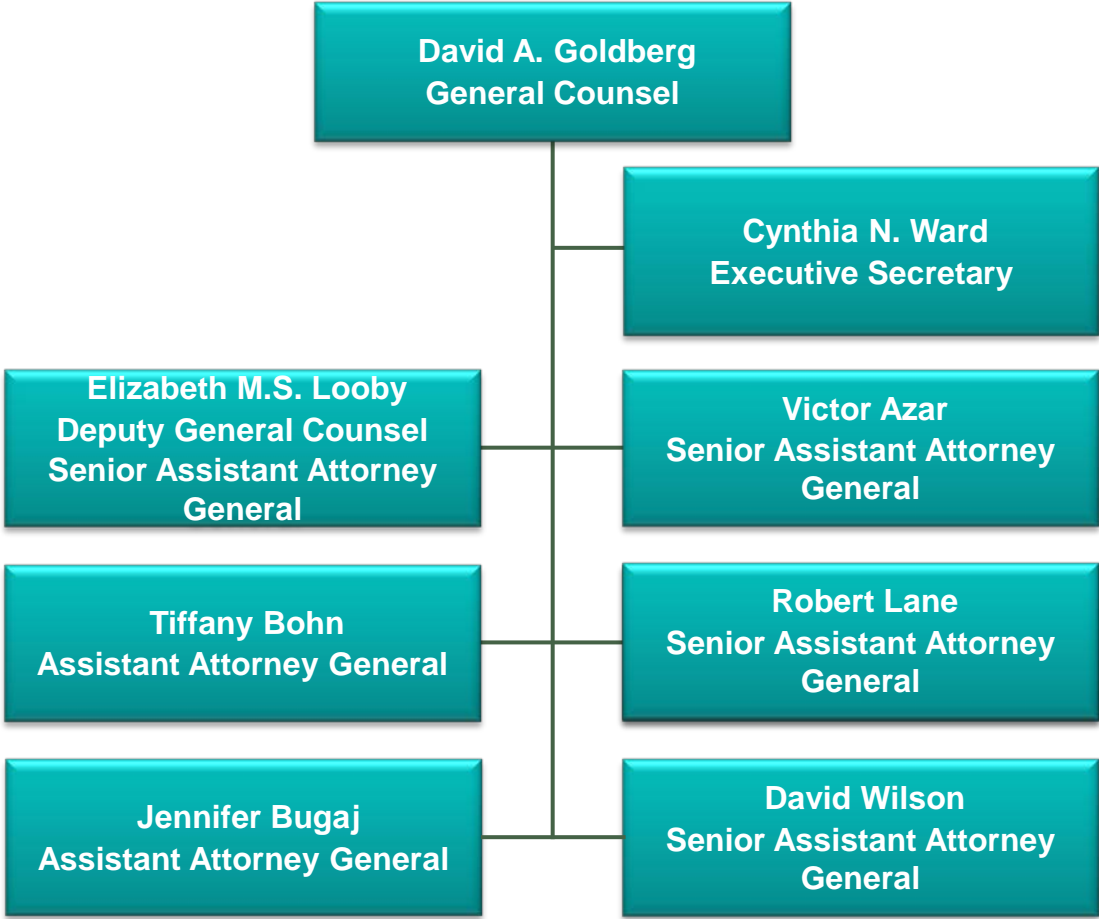 David A. Goldberg
General Counsel
Cynthia N. Ward
Executive Secretary
Elizabeth M.S. Looby
Deputy General Counsel
Senior Assistant Attorney
General
Victor Azar
Senior Assistant Attorney
General
Tiffany Bohn
Assistant Attorney General
Robert Lane
Senior Assistant Attorney
General
Jennifer Bugaj
Assistant Attorney General
David Wilson
Senior Assistant Attorney
General